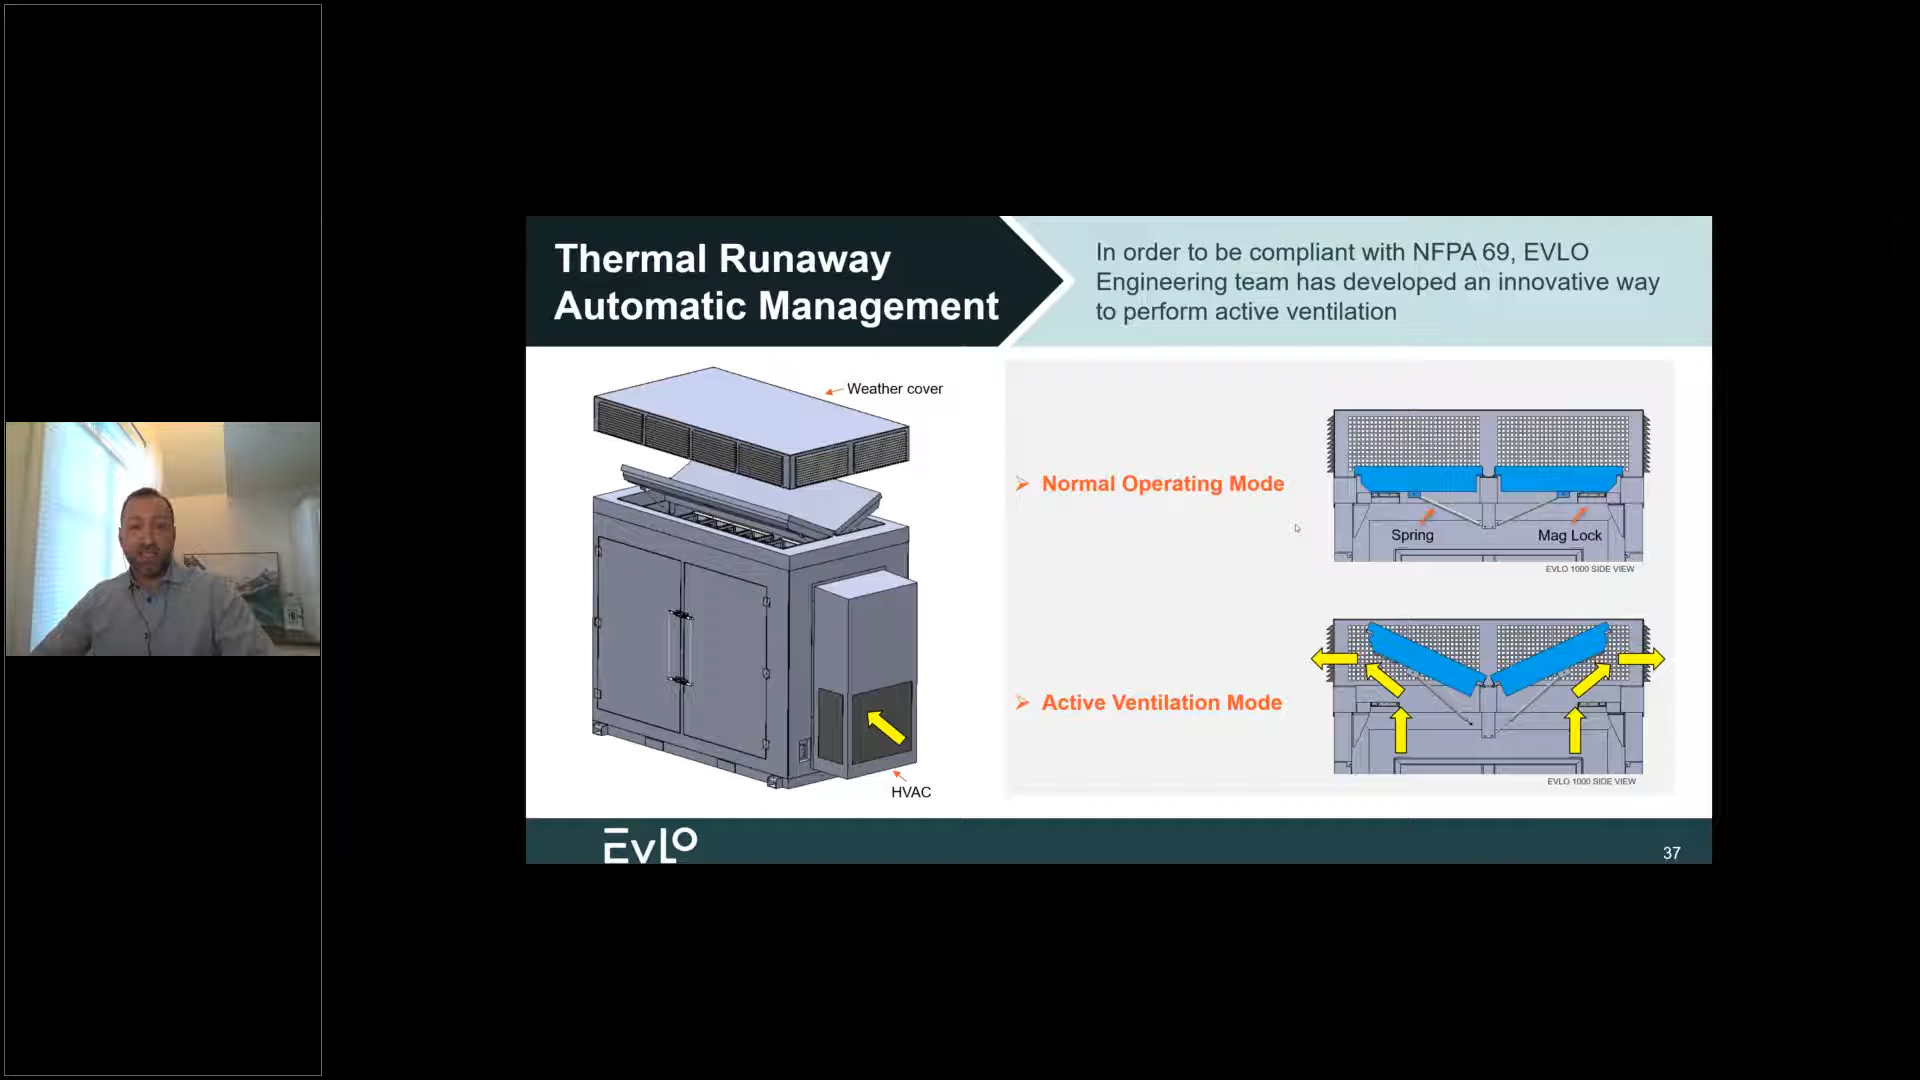 Thermal Runaway
Automatic Management
In order to be compliant with NFPA 69, EVLO
Engineering team has developed an innovative way
to perform active ventilation
Weather cover
HVAC
➢ Normal Operating Mode
Spring
Mag Lock
EVLO 1000 SIDE VIEW
➢ Active Ventilation Mode
EVLO 1000 SIDE VIEW
EVLO
37